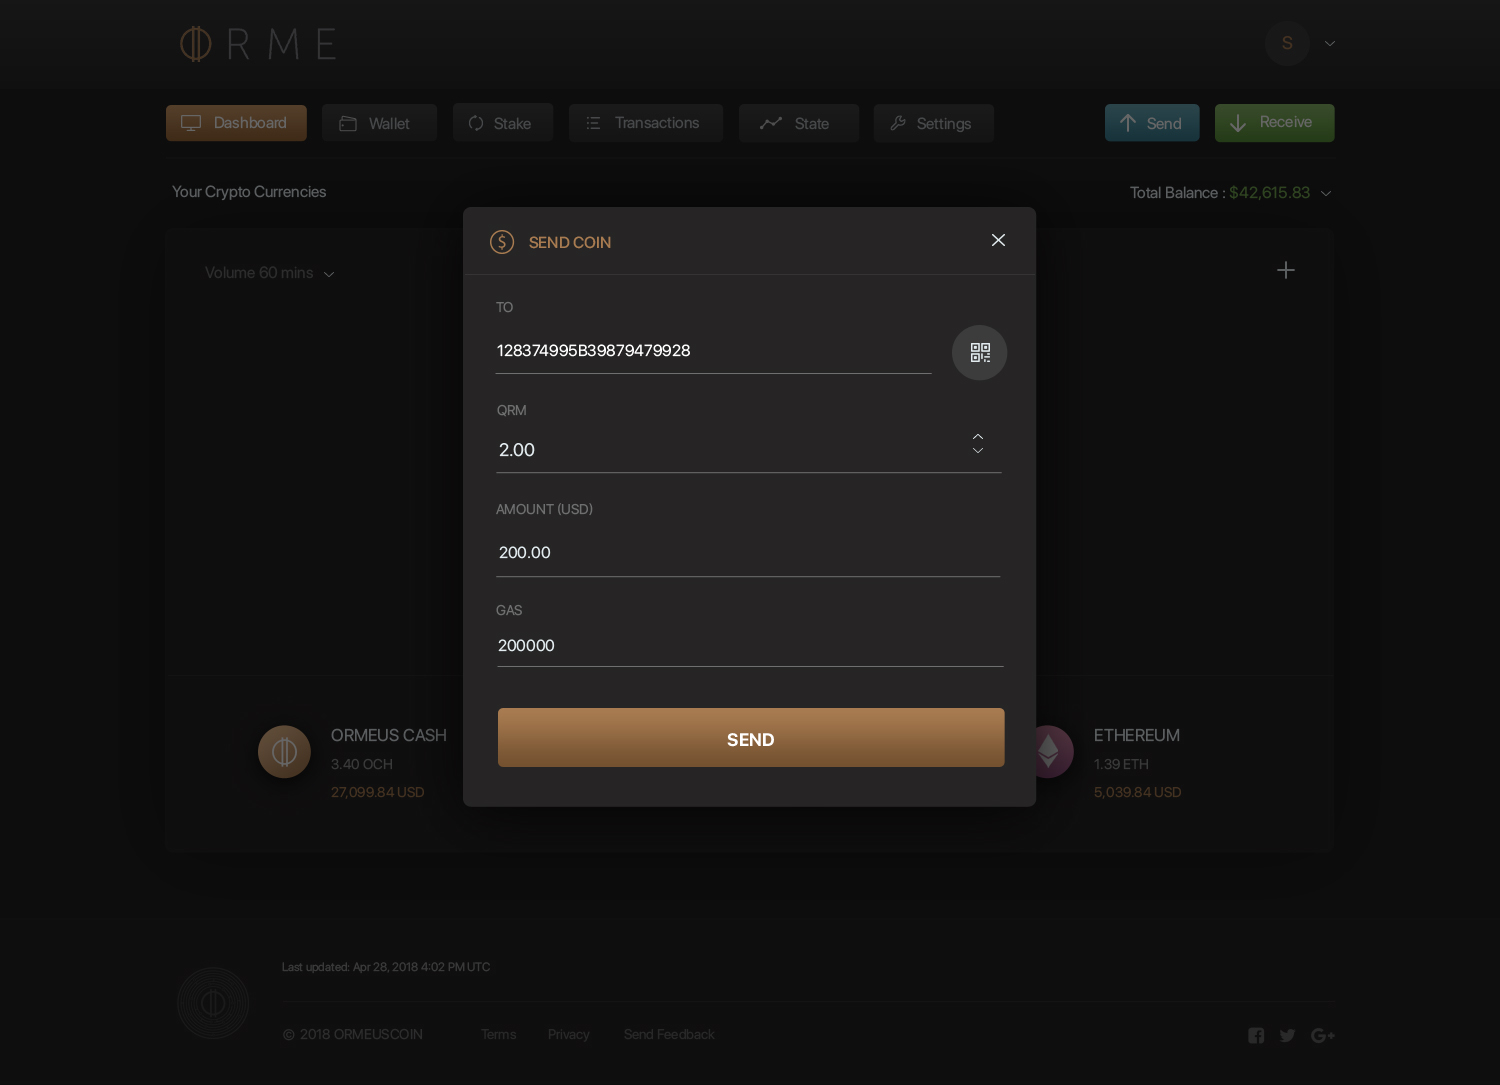 ORME
S
Dashboard Wallet Stake Transactions State Settings Send Receive
Your Crypto Currencies Total Balance : $42,615.83
SEND COIN
Volume 60 mins
TO
128374995B39879479928
QRM
2.00
AMOUNT (USD)
200.00
GAS
200000
SEND
ORMEUS CASH
3.40 OCH
27,099.84 USD
ETHEREUM
1.39 ETH
5,039.84 USD
Last updated: Apr 28, 2018 4:02 PM UTC
© 2018 ORMEUSCOIN Terms Privacy Send Feedback